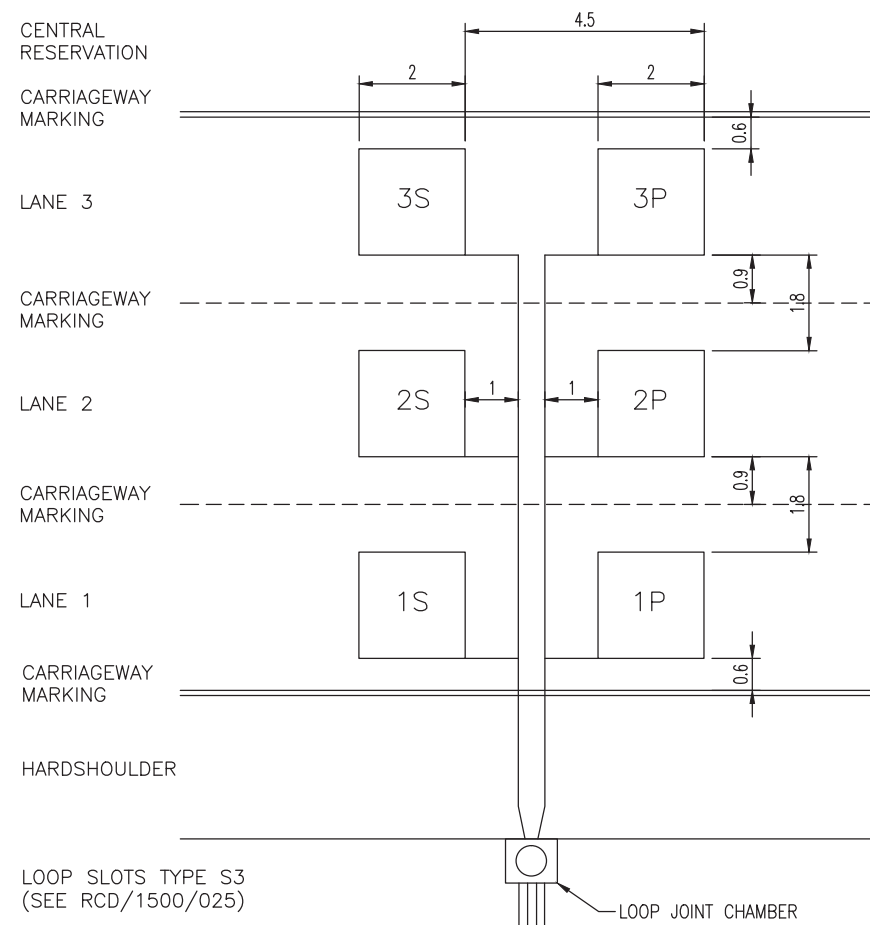 CENTRAL
RESERVATION
4.5
2
2
CARRIAGEWAY
MARKING
0.6
LANE 3
3S
3P
0.9
CARRIAGEWAY
MARKING
1.8
LANE 2
2S
1
1
2P
0.9
CARRIAGEWAY
MARKING
1.8
LANE 1
1S
1P
0.6
CARRIAGEWAY
MARKING
HARDSHOULDER
LOOP SLOTS TYPE S3
(SEE RCD/1500/025)
LOOP JOINT CHAMBER